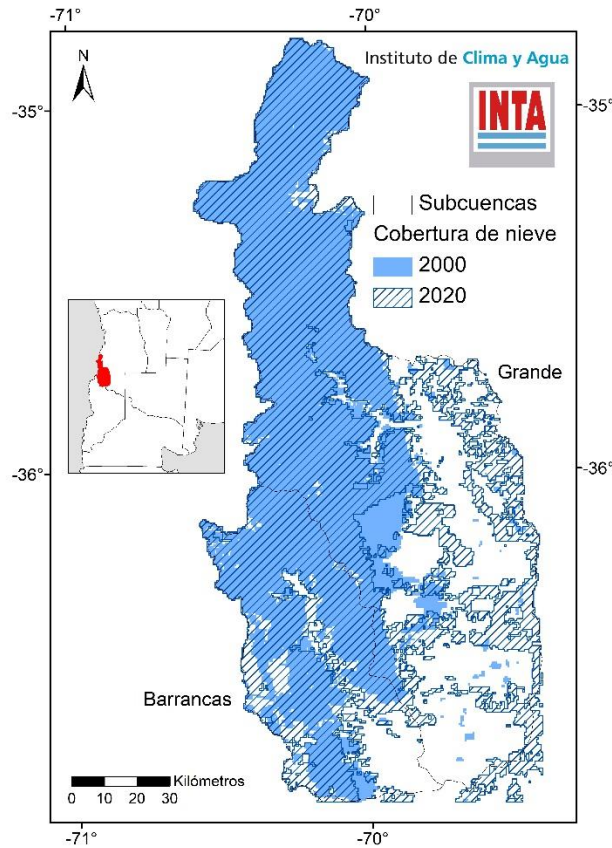 -71°
-70°
N
Instituto de Clima y Agua
INTA
-35°
-35°
Subcuencas
Cobertura de nieve
2000
2020
Grande
-36°
-36°
Barrancas
Kilómetros
0 10 20 30
-71°
-70°